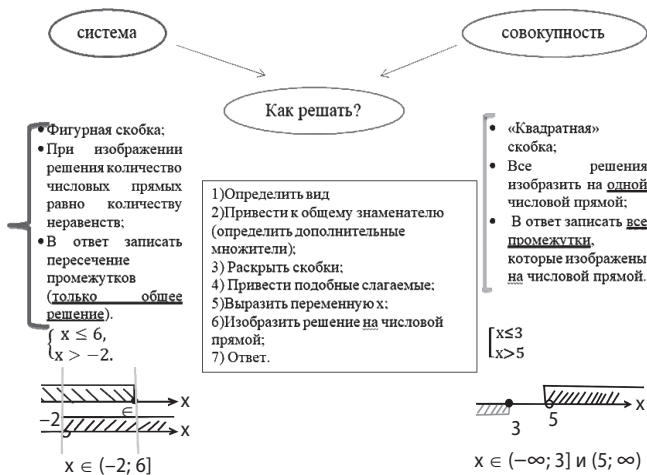 система
совокупность
Как решать?
• Фигурная скобка;
• При изображении
решения количество
числовых прямых
равно количеству
неравенств;
• В ответ записать
пересечение
промежутков
(только общее
решение).
{ x ≤ 6,
x > −2.
1)Определить вид
2)Привести к общему знаменателю
(определить дополнительные
множители);
3) Раскрыть скобки;
4) Привести подобные слагаемые;
5)Выразить переменную х;
6)Изобразить решение на числовой
прямой;
7) Ответ.
• «Квадратная»
скобка;
• Все решения
изобразить на одной
числовой прямой;
• В ответ записать все
промежутки,
которые изображены
на числовой прямой.
[x≤3
x>5
x
−2
∈
x
x ∈ (−2; 6]
x
3
5
x ∈ (−∞; 3] и (5; ∞)